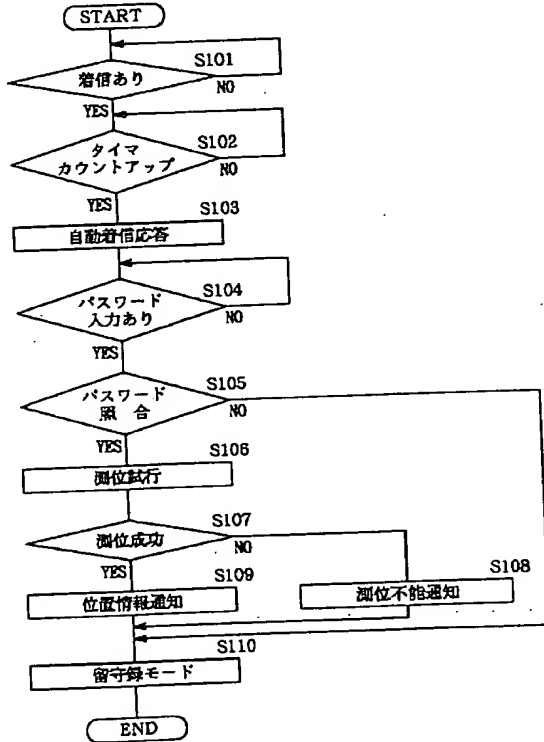 START
S101
着信あり
NO
YES
S102
タイマ
カウントアップ
NO
YES
S103
自動着信応答
S104
パスワード
入力あり
NO
YES
S105
パスワード
照 合
NO
YES
S106
測位試行
S107
測位成功
NO
YES
S109
位置情報通知
S108
測位不能通知
S110
留守録モード
END